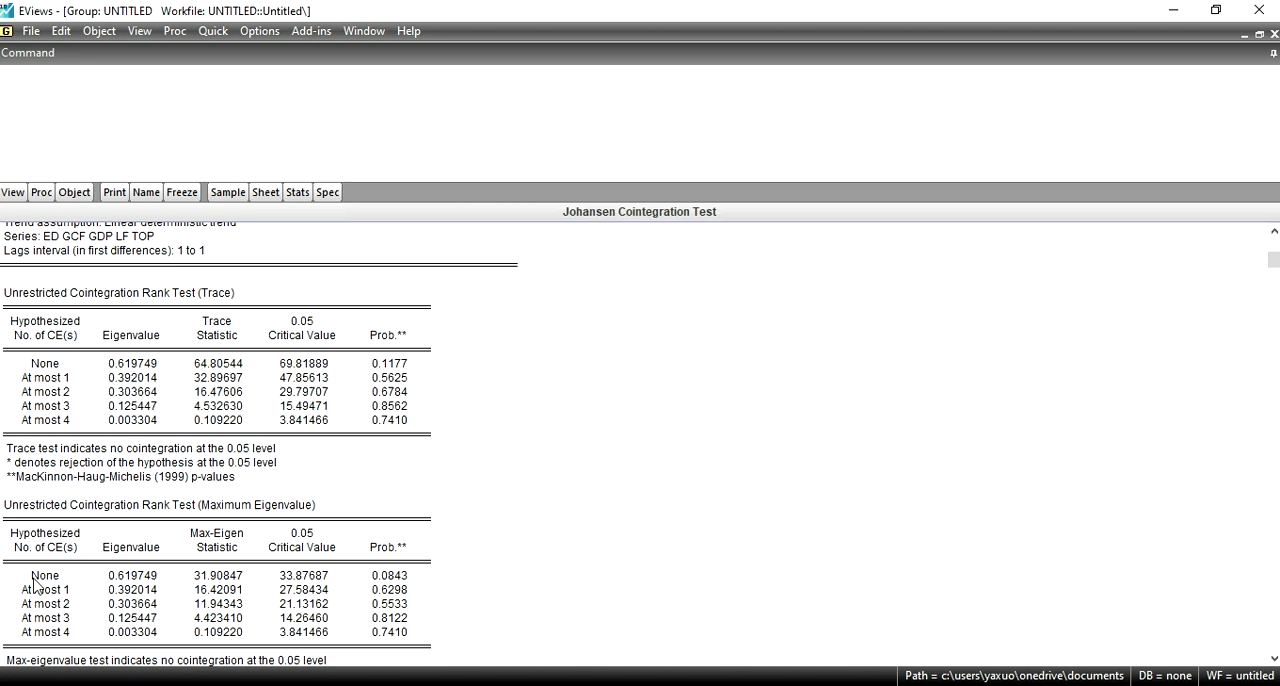 EViews - [Group: UNTITLED   Workfile: UNTITLED::Untitled\]
File Edit Object View Proc Quick Options Add-ins Window Help
Command
View Proc Object Print Name Freeze Sample Sheet Stats Spec
Johansen Cointegration Test
Trend assumption: Linear deterministic trend
Series: ED GCF GDP LF TOP
Lags interval (in first differences): 1 to 1
Unrestricted Cointegration Rank Test (Trace)
Hypothesized Trace 0.05
No. of CE(s) Eigenvalue Statistic Critical Value Prob.**
None 0.619749 64.80544 69.81889 0.1177
At most 1 0.392014 32.89697 47.85613 0.5625
At most 2 0.303664 16.47606 29.79707 0.6784
At most 3 0.125447 4.532630 15.49471 0.8562
At most 4 0.003304 0.109220 3.841466 0.7410
Trace test indicates no cointegration at the 0.05 level
* denotes rejection of the hypothesis at the 0.05 level
**MacKinnon-Haug-Michelis (1999) p-values
Unrestricted Cointegration Rank Test (Maximum Eigenvalue)
Hypothesized Max-Eigen 0.05
No. of CE(s) Eigenvalue Statistic Critical Value Prob.**
None 0.619749 31.90847 33.87687 0.0843
At most 1 0.392014 16.42091 27.58434 0.6298
At most 2 0.303664 11.94343 21.13162 0.5533
At most 3 0.125447 4.423410 14.26460 0.8122
At most 4 0.003304 0.109220 3.841466 0.7410
Max-eigenvalue test indicates no cointegration at the 0.05 level
Path = c:\users\yaxuo\onedrive\documents DB = none WF = untitled